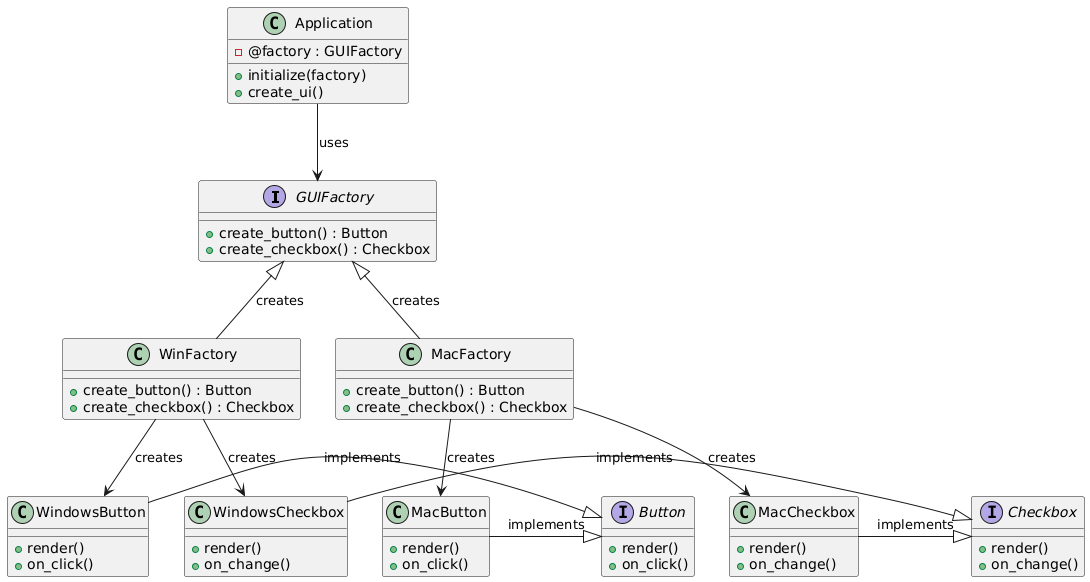 C Application
@factory : GUIFactory
initialize(factory)
create_ui()
uses
I GUIFactory
create_button() : Button
create_checkbox() : Checkbox
creates
creates
C WinFactory
create_button() : Button
create_checkbox() : Checkbox
C MacFactory
create_button() : Button
create_checkbox() : Checkbox
creates
creates
implements
creates
implements
creates
C WindowsButton
render()
on_click()
C WindowsCheckbox
render()
on_change()
C MacButton
render()
on_click()
implements
I Button
render()
on_click()
C MacCheckbox
render()
on_change()
implements
I Checkbox
render()
on_change()